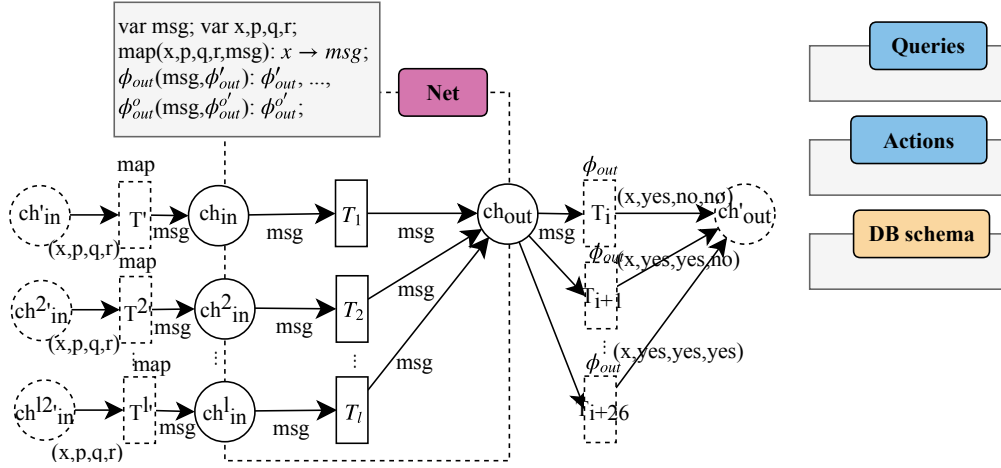 var msg; var x,p,q,r;
map(x,p,q,r,msg): x → msg;
ϕout(msg,ϕ'out): ϕ'out, ...,
ϕᵒout(msg,ϕᵒ'out): ϕᵒ'out;
Net
Queries
Actions
DB schema
map
ϕout
ch'in
T'
chin
T1
chout
Ti
(x,yes,no,no)
ch'out
(x,p,q,r)
msg
msg
msg
msg
map
ϕout
(x,yes,yes,no)
ch²'in
T²'
ch²in
T2
msg
Ti+1
(x,p,q,r)
msg
msg
map
msg
ϕout
(x,yes,yes,yes)
chl2'in
Tl'
chlin
Tl
Ti+26
(x,p,q,r)
msg
msg